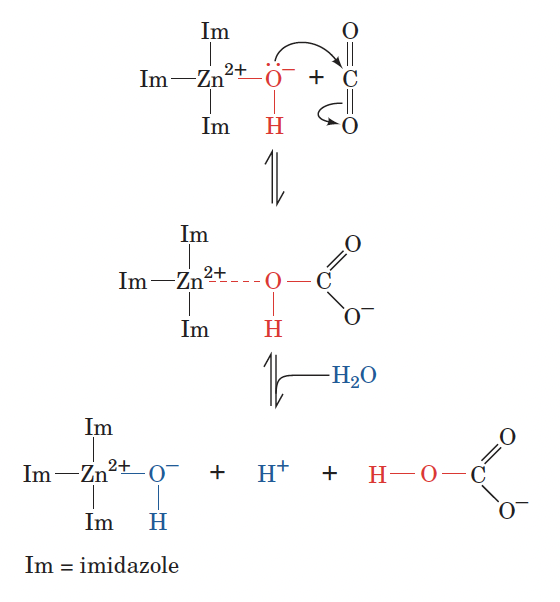 Im O
Im—Zn²⁺—Ö⁻ + C
Im H O
Im O
Im—Zn²⁺-----O—C
Im H O⁻
H₂O
Im O
Im—Zn²⁺—O⁻ + H⁺ + H—O—C
Im H O⁻
Im = imidazole